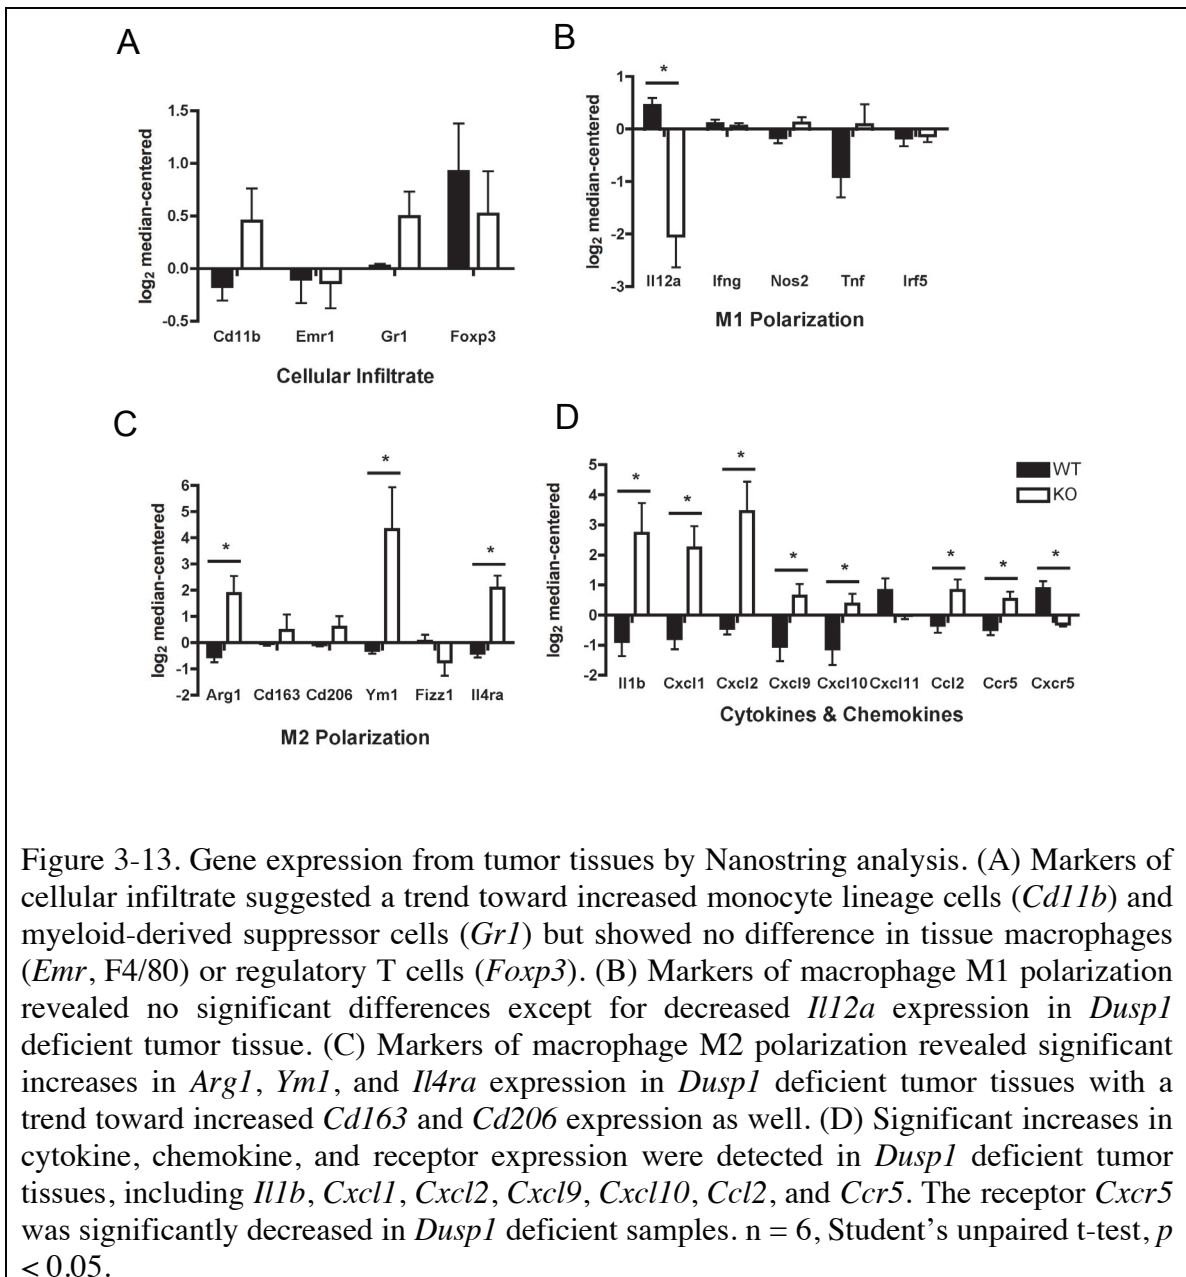 A
log2 median-centered
1.5
1.0
0.5
0.0
-0.5
Cd11b Emr1 Gr1 Foxp3
Cellular Infiltrate
B
log2 median-centered
1
0
-1
-2
-3
*
Il12a Ifng Nos2 Tnf Irf5
M1 Polarization
C
log2 median-centered
6
5
4
3
2
1
0
-1
-2
* * *
Arg1 Cd163 Cd206 Ym1 Fizz1 Il4ra
M2 Polarization
D
log2 median-centered
5
4
3
2
1
0
-1
-2
* * * * * * * *
WT
KO
Il1b Cxcl1 Cxcl2 Cxcl9 Cxcl10 Cxcl11 Ccl2 Ccr5 Cxcr5
Cytokines & Chemokines
Figure 3-13. Gene expression from tumor tissues by Nanostring analysis. (A) Markers of
cellular infiltrate suggested a trend toward increased monocyte lineage cells (Cd11b) and
myeloid-derived suppressor cells (Gr1) but showed no difference in tissue macrophages
(Emr, F4/80) or regulatory T cells (Foxp3). (B) Markers of macrophage M1 polarization
revealed no significant differences except for decreased Il12a expression in Dusp1
deficient tumor tissue. (C) Markers of macrophage M2 polarization revealed significant
increases in Arg1, Ym1, and Il4ra expression in Dusp1 deficient tumor tissues with a
trend toward increased Cd163 and Cd206 expression as well. (D) Significant increases in
cytokine, chemokine, and receptor expression were detected in Dusp1 deficient tumor
tissues, including Il1b, Cxcl1, Cxcl2, Cxcl9, Cxcl10, Ccl2, and Ccr5. The receptor Cxcr5
was significantly decreased in Dusp1 deficient samples. n = 6, Student’s unpaired t-test, p
< 0.05.